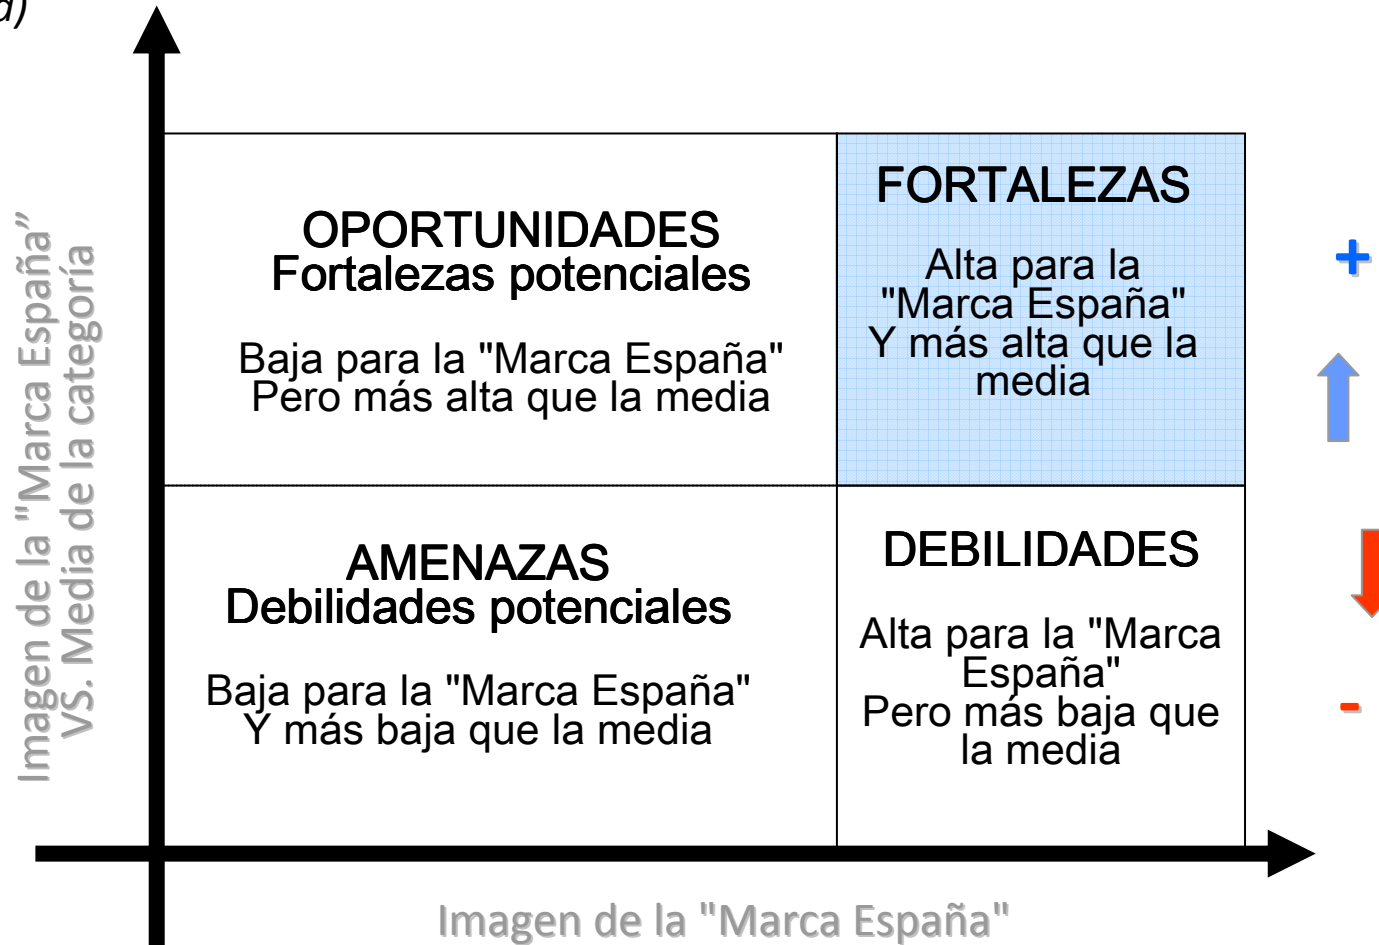 d)
OPORTUNIDADES
Fortalezas potenciales
Baja para la "Marca España"
Pero más alta que la media
FORTALEZAS
Alta para la
"Marca España"
Y más alta que la
media
+
AMENAZAS
Debilidades potenciales
Baja para la "Marca España"
Y más baja que la media
DEBILIDADES
Alta para la "Marca
España"
Pero más baja que
la media
-
Imagen de la "Marca España”
VS. Media de la categoría
Imagen de la "Marca España"